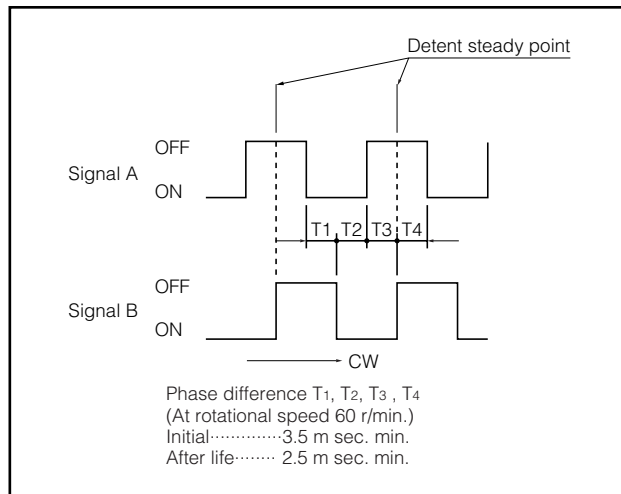 Detent steady point
OFF
Signal A
ON
T1 T2 T3 T4
OFF
Signal B
ON
CW
Phase difference T1, T2, T3 , T4
(At rotational speed 60 r/min.)
Initial··············3.5 m sec. min.
After life········ 2.5 m sec. min.